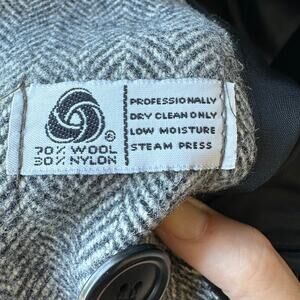 70% WOOL
30% NYLON
PROFESSIONALLY
DRY CLEAN ONLY
LOW MOISTURE
STEAM PRESS